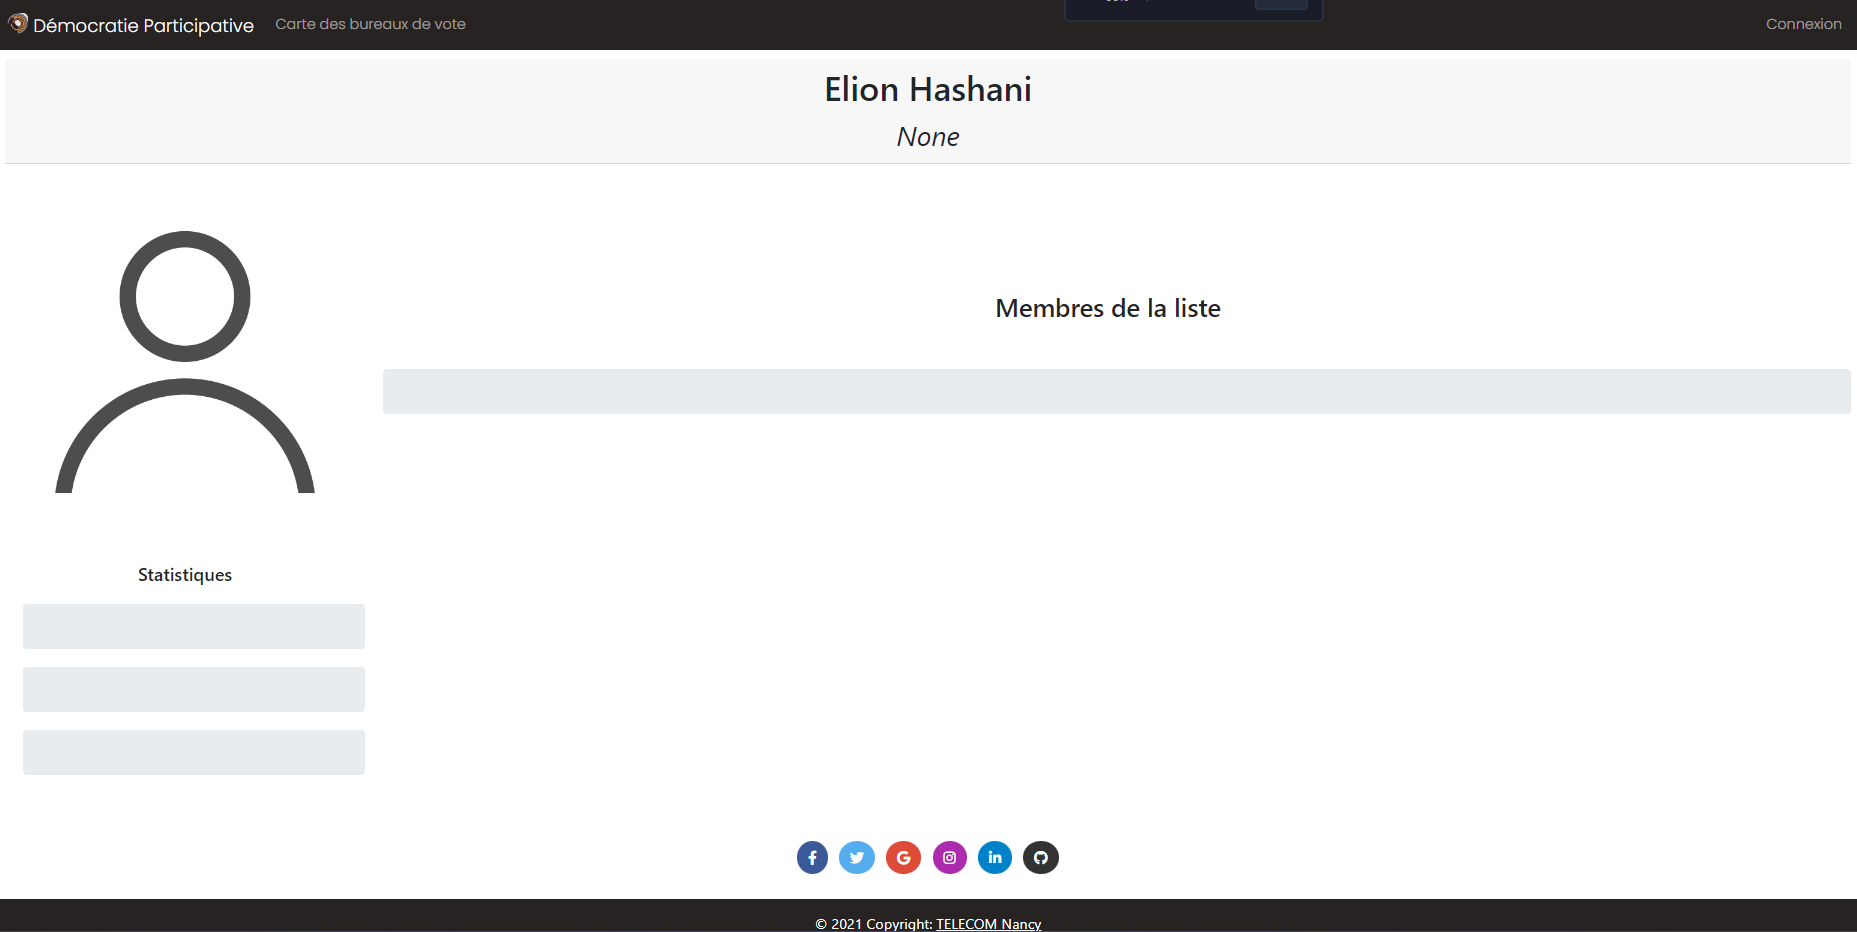 Démocratie Participative
Carte des bureaux de vote
Connexion
Elion Hashani
None
Membres de la liste
Statistiques
© 2021 Copyright: TELECOM Nancy